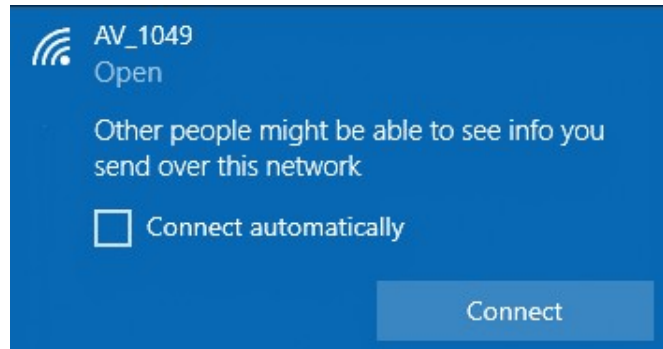 AV_1049
Open
Other people might be able to see info you
send over this network
Connect automatically
Connect